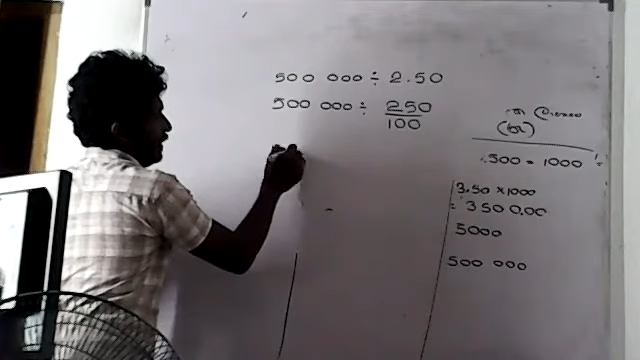 500 000 ÷ 2.50
500 000 ÷ 250/100
500 = 1000
3.50 x 1000
= 3500.00
5000
500 000